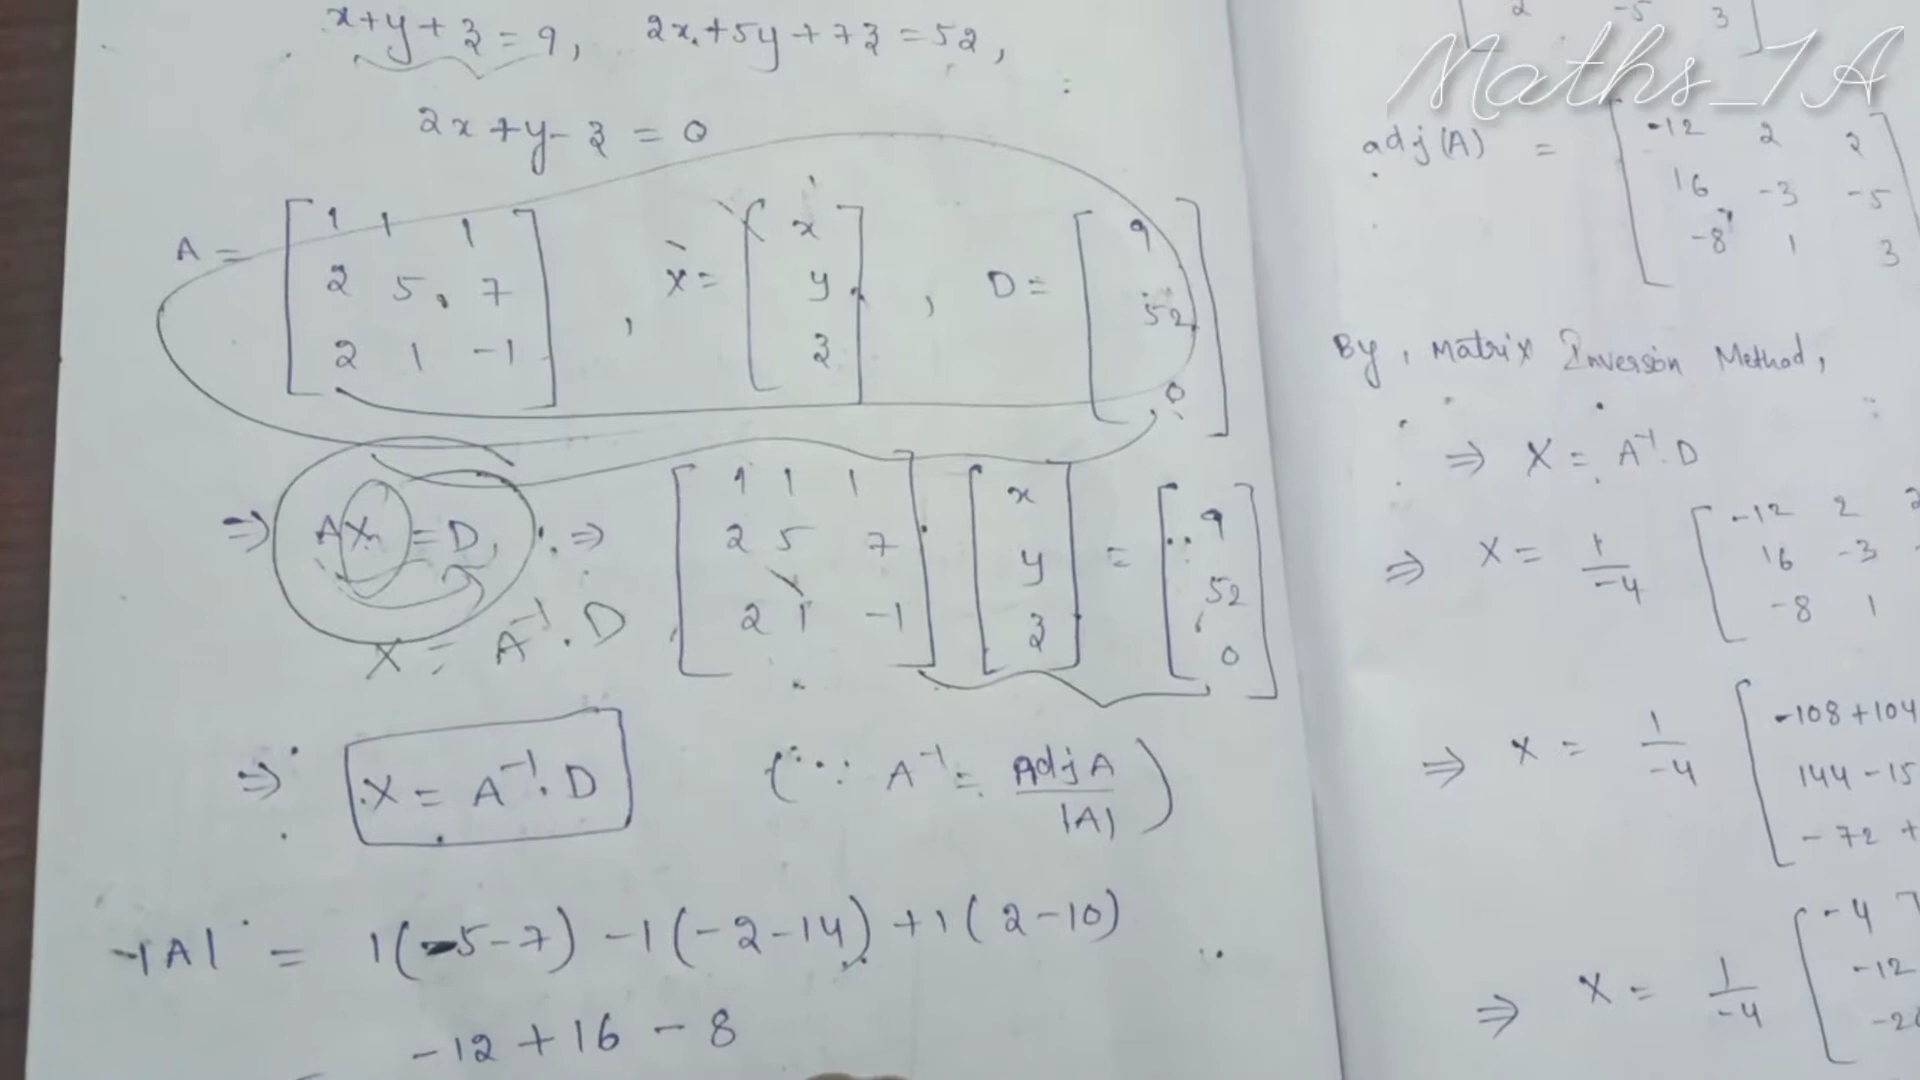 x+y+z=9, 2x+5y+7z=52,
2x+y-z=0
A = [1 1 1
2 5 7
2 1 -1] , X = [x
y
z] , D = [9
52
0]
⇒ AX=D, ⇒ [1 1 1
2 5 7
2 1 -1] [x
y
z] = [9
52
0]
X = A⁻¹.D
⇒ X = A⁻¹.D (∵ A⁻¹ = AdjA / |A|)
|A| = 1(-5-7) -1(-2-14) +1(2-10)
-12+16-8
2 -5 3
Maths_1A
adj(A) = [-12 2 2
16 -3 -5
-8 1 3
By, Matrix Inversion Method,
⇒ X = A⁻¹.D
⇒ X = 1/-4 [-12 2 2
16 -3
-8 1
⇒ X = 1/-4 [-108+104
144-15
-72+
⇒ X = 1/-4 [-4
-12